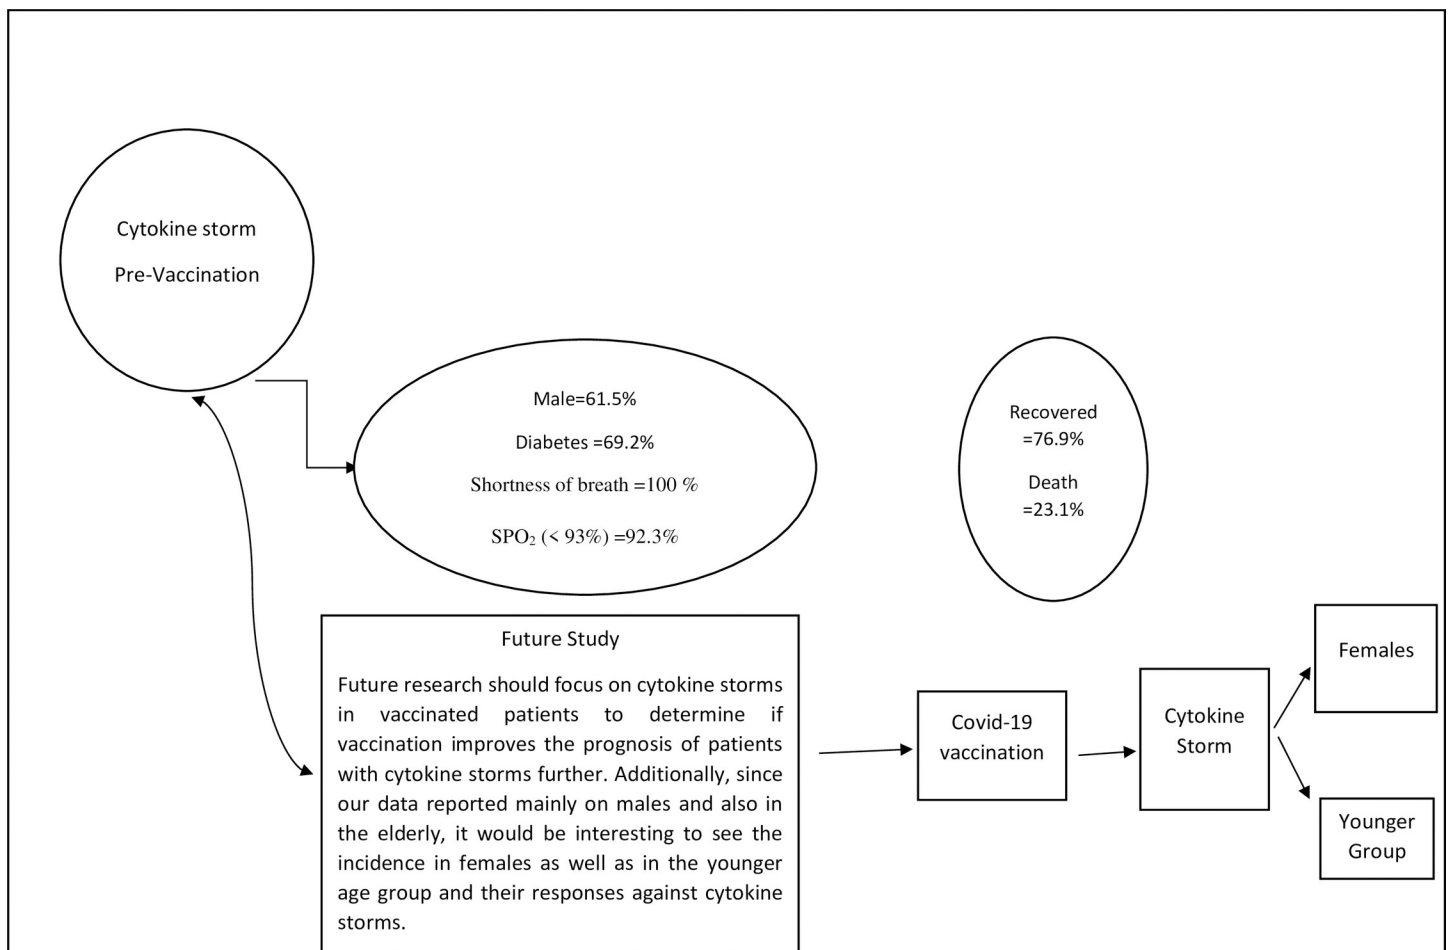 Cytokine storm
Pre-Vaccination
Male=61.5%
Diabetes =69.2%
Shortness of breath =100 %
SPO₂ (< 93%) =92.3%
Recovered
=76.9%
Death
=23.1%
Future Study
Future research should focus on cytokine storms
in vaccinated patients to determine if
vaccination improves the prognosis of patients
with cytokine storms further. Additionally, since
our data reported mainly on males and also in
the elderly, it would be interesting to see the
incidence in females as well as in the younger
age group and their responses against cytokine
storms.
Covid-19
vaccination
Cytokine
Storm
Females
Younger
Group